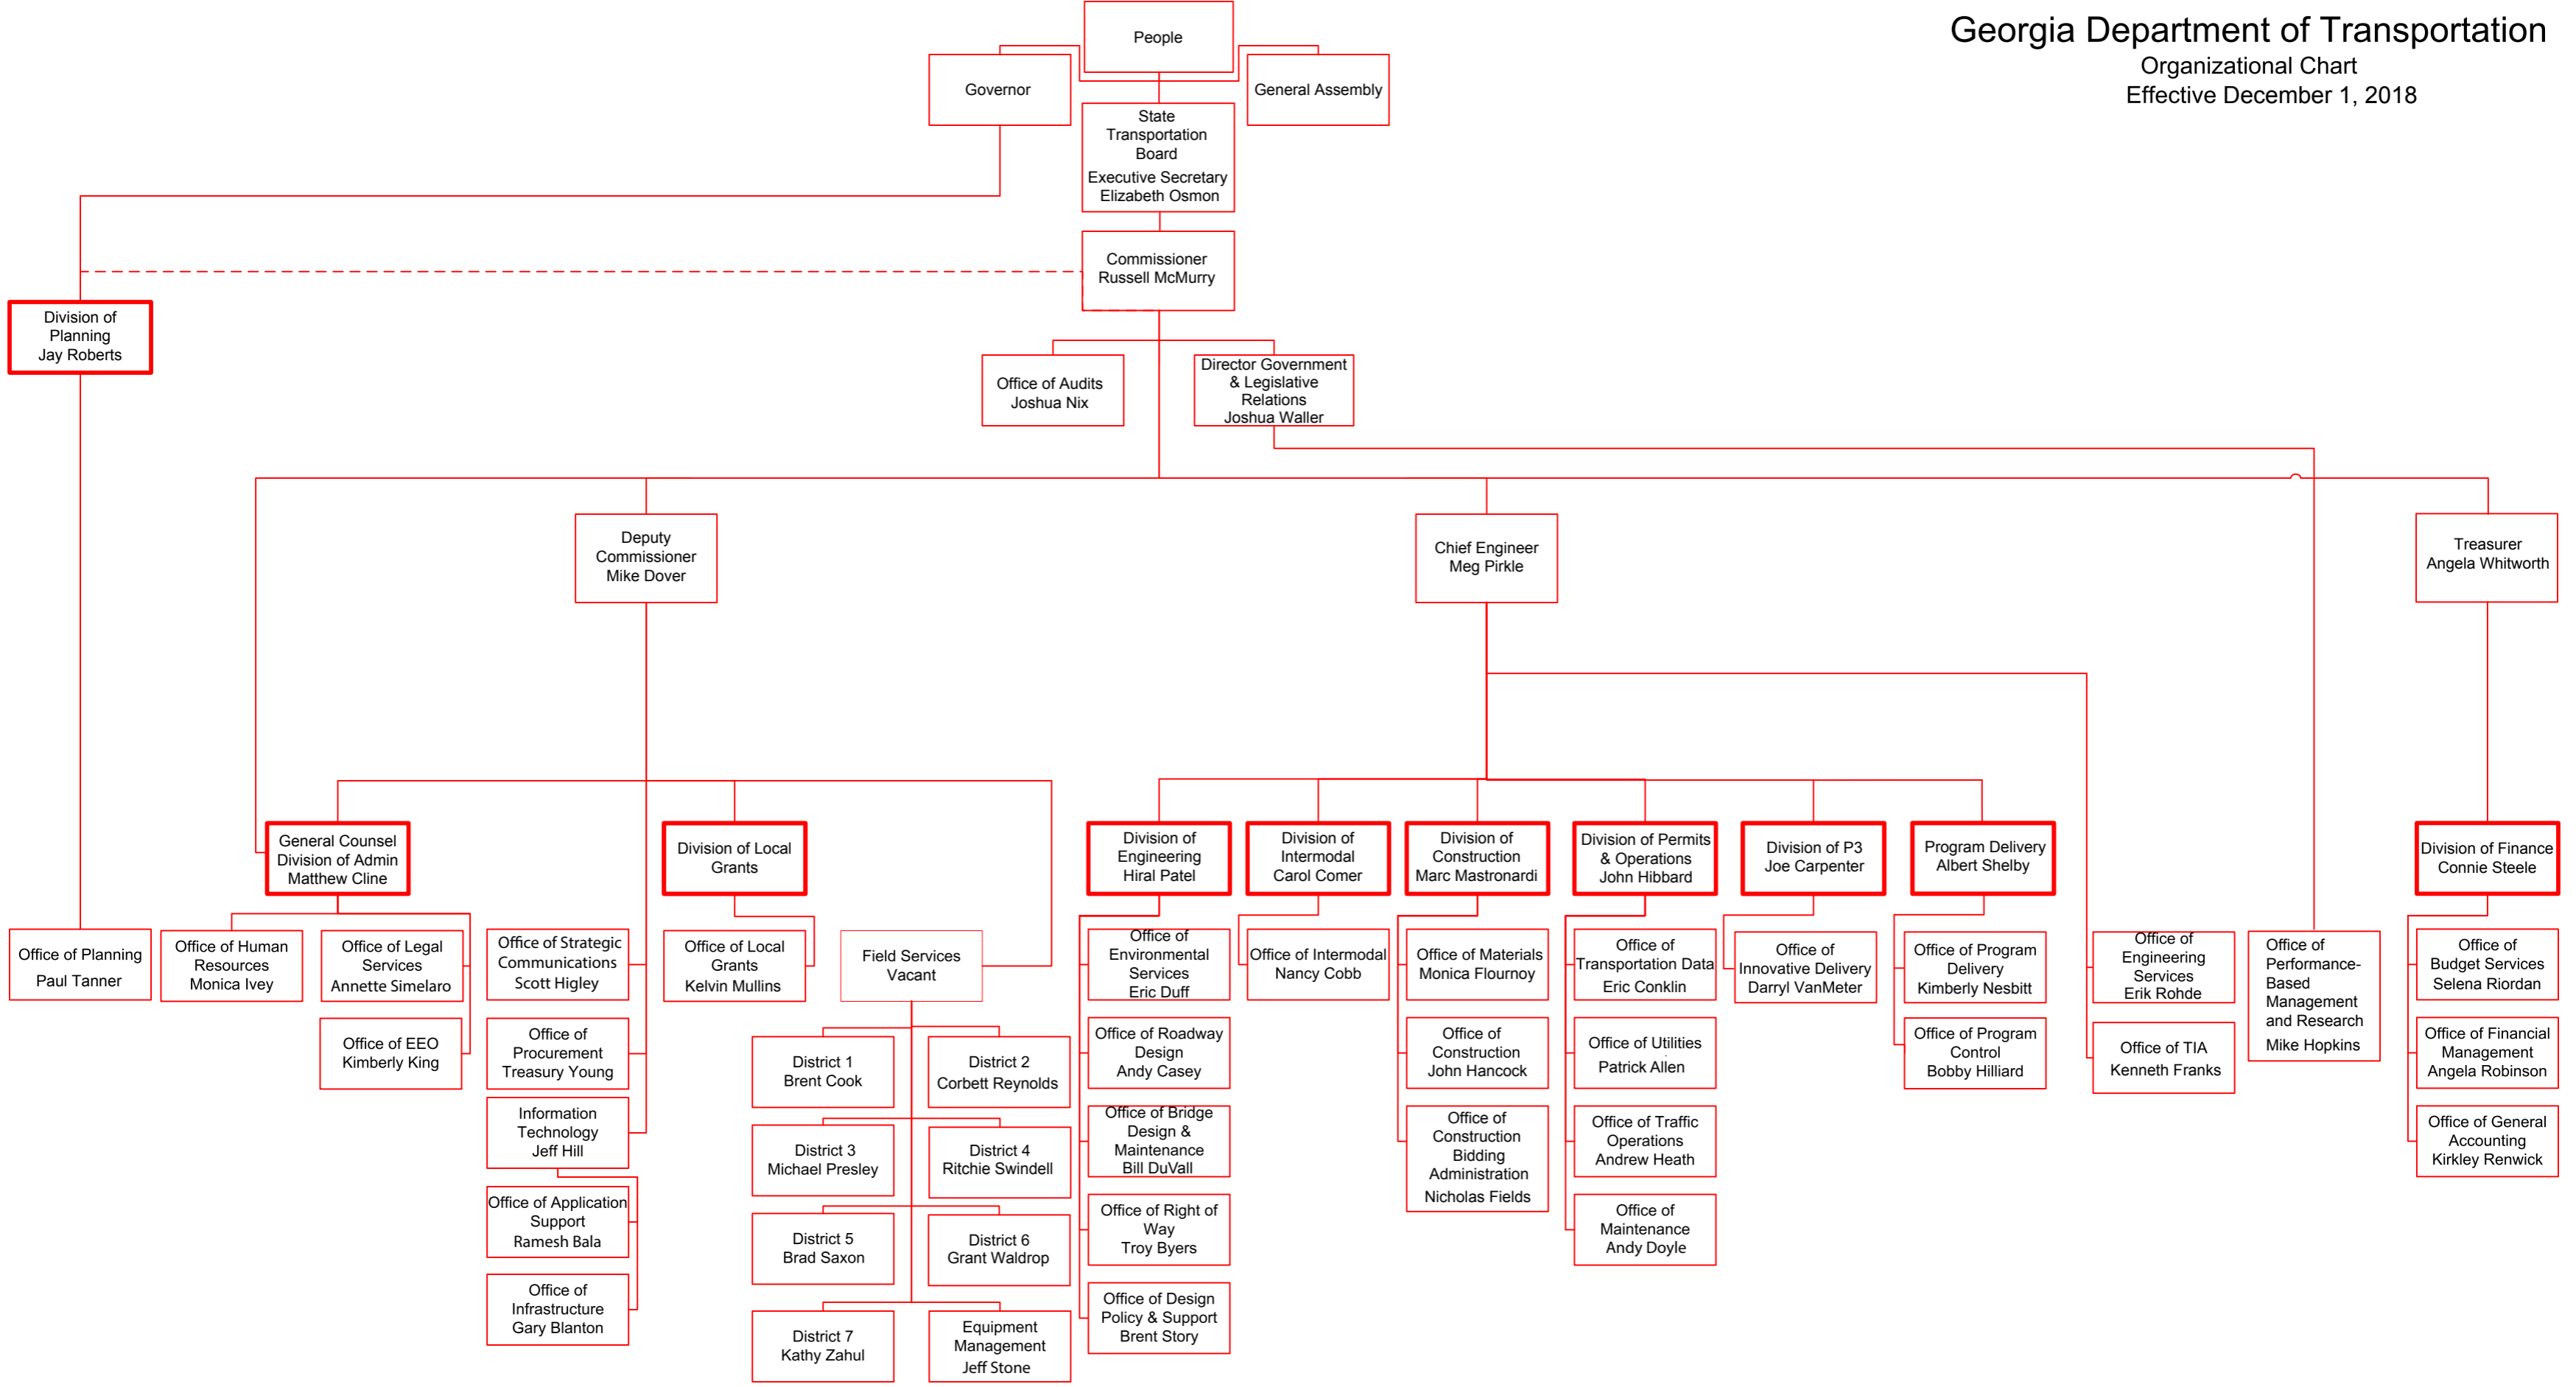 Georgia Department of Transportation
Organizational Chart
Effective December 1, 2018
People
Governor
General Assembly
State
Transportation
Board
Executive Secretary
Elizabeth Osmon
Commissioner
Russell McMurry
Division of
Planning
Jay Roberts
Office of Audits
Joshua Nix
Director Government
& Legislative
Relations
Joshua Waller
Deputy
Commissioner
Mike Dover
Chief Engineer
Meg Pirkle
Treasurer
Angela Whitworth
General Counsel
Division of Admin
Matthew Cline
Division of Local
Grants
Division of
Engineering
Hiral Patel
Division of
Intermodal
Carol Comer
Division of
Construction
Marc Mastronardi
Division of Permits
& Operations
John Hibbard
Division of P3
Joe Carpenter
Program Delivery
Albert Shelby
Division of Finance
Connie Steele
Office of Planning
Paul Tanner
Office of Human
Resources
Monica Ivey
Office of Legal
Services
Annette Simelaro
Office of EEO
Kimberly King
Office of Strategic
Communications
Scott Higley
Office of
Procurement
Treasury Young
Information
Technology
Jeff Hill
Office of Application
Support
Ramesh Bala
Office of
Infrastructure
Gary Blanton
Office of Local
Grants
Kelvin Mullins
Field Services
Vacant
District 1
Brent Cook
District 2
Corbett Reynolds
District 3
Michael Presley
District 4
Ritchie Swindell
District 5
Brad Saxon
District 6
Grant Waldrop
District 7
Kathy Zahul
Equipment
Management
Jeff Stone
Office of
Environmental
Services
Eric Duff
Office of Roadway
Design
Andy Casey
Office of Bridge
Design &
Maintenance
Bill DuVall
Office of Right of
Way
Troy Byers
Office of Design
Policy & Support
Brent Story
Office of Intermodal
Nancy Cobb
Office of Materials
Monica Flournoy
Office of
Construction
John Hancock
Office of
Construction
Bidding
Administration
Nicholas Fields
Office of
Transportation Data
Eric Conklin
Office of Utilities
Patrick Allen
Office of Traffic
Operations
Andrew Heath
Office of
Maintenance
Andy Doyle
Office of
Innovative Delivery
Darryl VanMeter
Office of Program
Delivery
Kimberly Nesbitt
Office of Program
Control
Bobby Hilliard
Office of
Engineering
Services
Erik Rohde
Office of TIA
Kenneth Franks
Office of
Performance-
Based
Management
and Research
Mike Hopkins
Office of
Budget Services
Selena Riordan
Office of Financial
Management
Angela Robinson
Office of General
Accounting
Kirkley Renwick